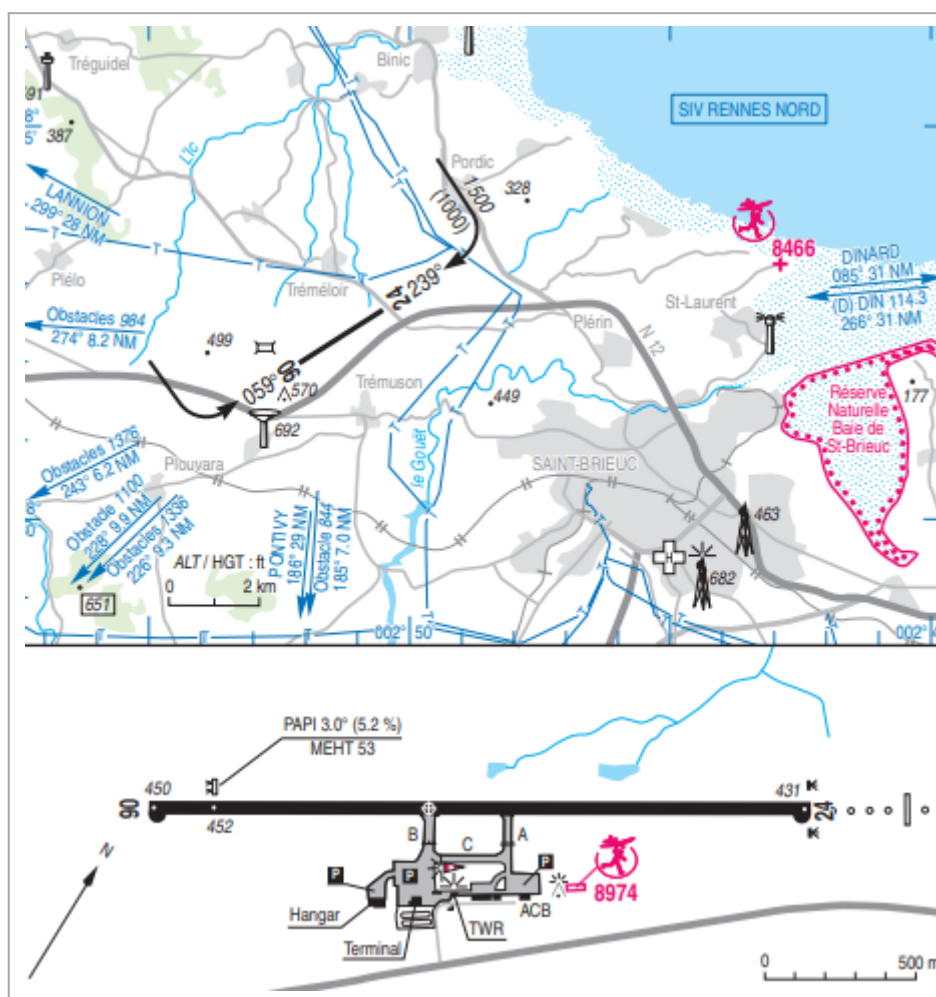 Tréguidel
Binic
SIV RENNES NORD
387
L'Ic
Pordic
328
1500
(1000)
LANNION
299° 28 NM
8466
DINARD
085° 31 NM
(D) DIN 114.3
266° 31 NM
Plélo
Tréméloir
24
239°
St-Laurent
Obstacles 984
274° 8.2 NM
499
Plérin
N 12
059°
06
570
Trémuson
449
177
Réserve
Naturelle
Baie de
St-Brieuc
692
le Gouët
Plouvara
SAINT-BRIEUC
Obstacles 1376
243° 6.2 NM
Obstacle 1100
228° 9.9 NM
Obstacles 1336
226° 9.3 NM
PONTIVY
186° 29 NM
Obstacle 844
185° 7.0 NM
463
682
ALT / HGT : ft
0 2 km
651
002° 50
002°
PAPI 3.0° (5.2 %)
MEHT 53
06
450
452
431
24
N
B
C
A
P
P
P
8974
Hangar
Terminal
TWR
ACB
0 500 m